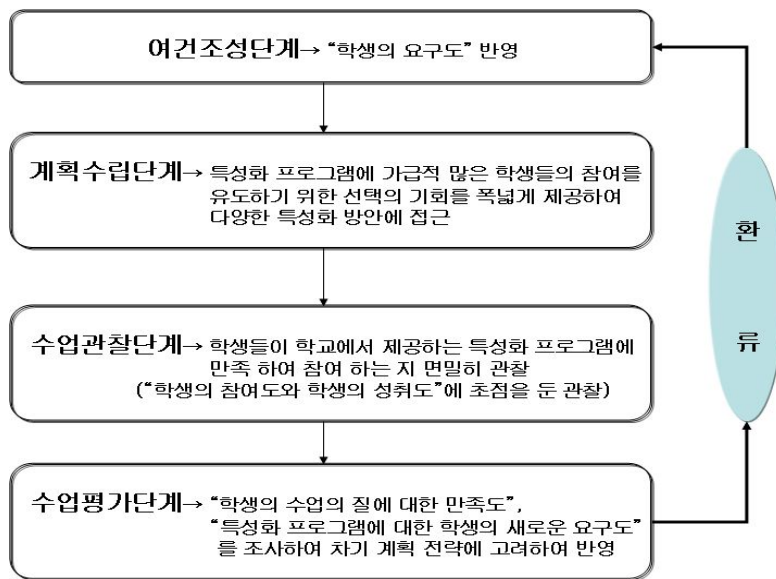 여건조성단계→ “학생의 요구도” 반영
계획수립단계→ 특성화 프로그램에 가급적 많은 학생들의 참여를
유도하기 위한 선택의 기회를 폭넓게 제공하여
다양한 특성화 방안에 접근
수업관찰단계→ 학생들이 학교에서 제공하는 특성화 프로그램에
만족 하여 참여 하는 지 면밀히 관찰
(“학생의 참여도와 학생의 성취도”에 초점을 둔 관찰)
수업평가단계→ “학생의 수업의 질에 대한 만족도”,
“특성화 프로그램에 대한 학생의 새로운 요구도”
를 조사하여 차기 계획 전략에 고려하여 반영
환
류